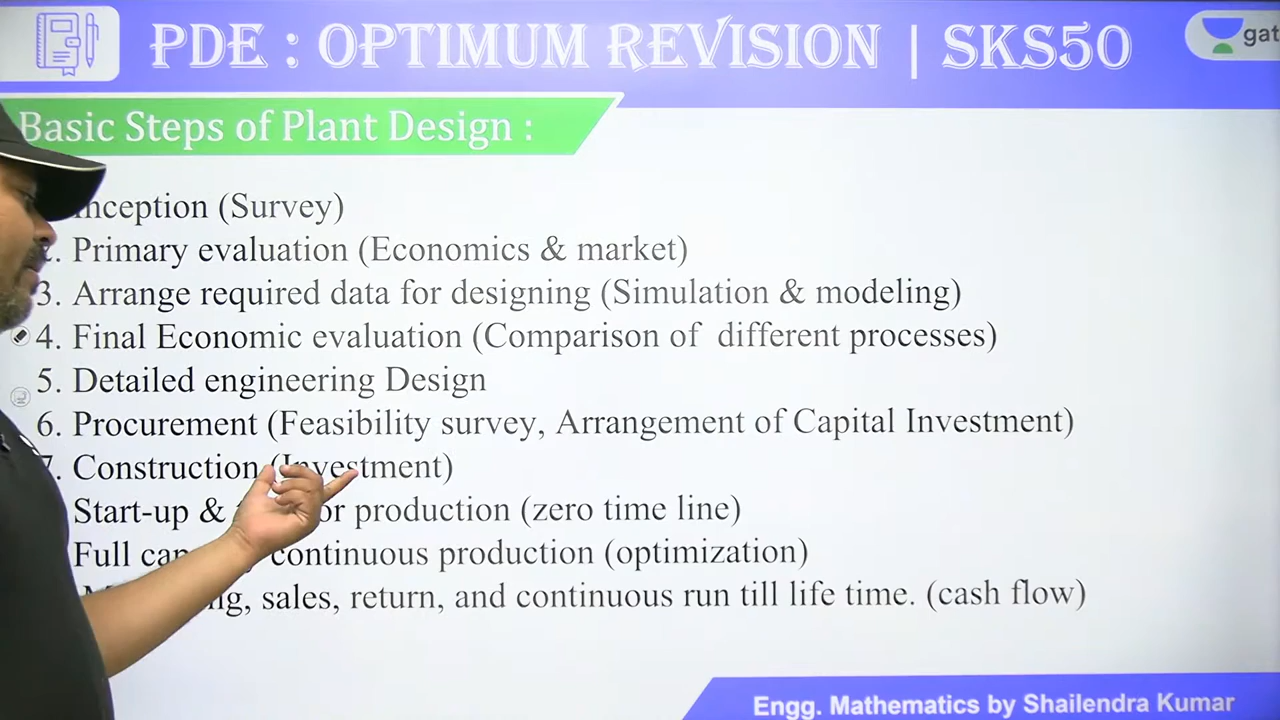 PDE : OPTIMUM REVISION | SKS50
gat
Basic Steps of Plant Design :
Inception (Survey)
2. Primary evaluation (Economics & market)
3. Arrange required data for designing (Simulation & modeling)
4. Final Economic evaluation (Comparison of different processes)
5. Detailed engineering Design
6. Procurement (Feasibility survey, Arrangement of Capital Investment)
7. Construction (Investment)
Start-up & or production (zero time line)
Full continuous production (optimization)
sales, return, and continuous run till life time. (cash flow)
Engg. Mathematics by Shailendra Kumar